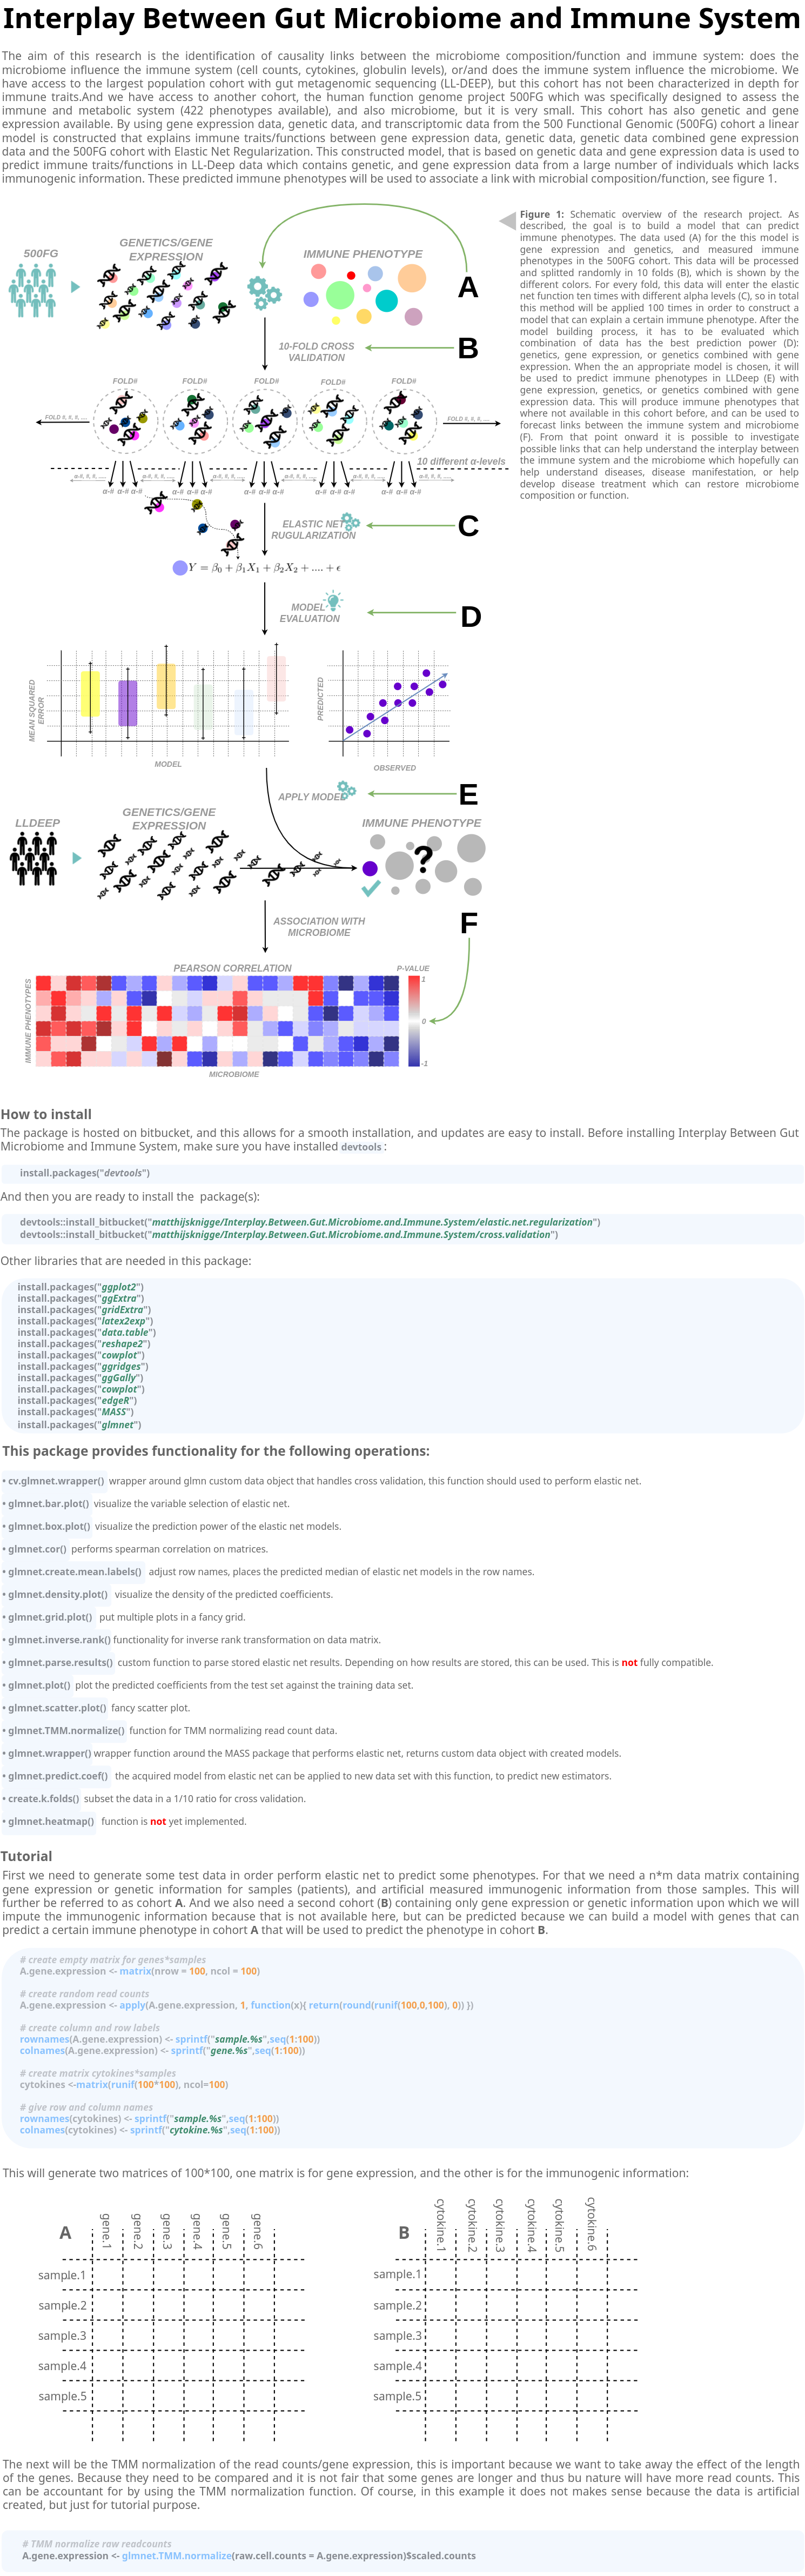 Interplay Between Gut Microbiome and Immune System
The aim of this research is the identification of causality links between the microbiome composition/function and immune system: does the
microbiome influence the immune system (cell counts, cytokines, globulin levels), or/and does the immune system influence the microbiome. We
have access to the largest population cohort with gut metagenomic sequencing (LL-DEEP), but this cohort has not been characterized in depth for
immune traits.And we have access to another cohort, the human function genome project 500FG which was specifically designed to assess the
immune and metabolic system (422 phenotypes available), and also microbiome, but it is very small. This cohort has also genetic and gene
expression available. By using gene expression data, genetic data, and transcriptomic data from the 500 Functional Genomic (500FG) cohort a linear
model is constructed that explains immune traits/functions between gene expression data, genetic data, genetic data combined gene expression
data and the 500FG cohort with Elastic Net Regularization. This constructed model, that is based on genetic data and gene expression data is used to
predict immune traits/functions in LL-Deep data which contains genetic, and gene expression data from a large number of individuals which lacks
immunogenic information. These predicted immune phenotypes will be used to associate a link with microbial composition/function, see figure 1.
500FG
GENETICS/GENE
EXPRESSION
IMMUNE PHENOTYPE
A
10-FOLD CROSS
VALIDATION
B
FOLD#
FOLD#
FOLD#
FOLD#
FOLD#
FOLD #, #, #, ....
FOLD #, #, #, ....
10 different α-levels
α-#, #, #,.....
α-#, #, #,.....
α-#, #, #,.....
α-#, #, #,.....
α-#, #, #,.....
α-# α-# α-#
α-# α-# α-#
α-# α-# α-#
α-# α-# α-#
α-# α-# α-#
ELASTIC NET
RUGULARIZATION
C
Y = β0 + β1X1 + β2X2 + .... + ϵ
MODEL
EVALUATION
D
MEAN SQUARED
ERROR
MODEL
PREDICTED
OBSERVED
APPLY MODEL
E
LLDEEP
GENETICS/GENE
EXPRESSION
IMMUNE PHENOTYPE
?
ASSOCIATION WITH
MICROBIOME
F
PEARSON CORRELATION
P-VALUE
IMMUNE PHENOTYPES
1
0
-1
MICROBIOME
Figure 1: Schematic overview of the research project. As
described, the goal is to build a model that can predict
immune phenotypes. The data used (A) for the this model is
gene expression and genetics, and measured immune
phenotypes in the 500FG cohort. This data will be processed
and splitted randomly in 10 folds (B), which is shown by the
different colors. For every fold, this data will enter the elastic
net function ten times with different alpha levels (C), so in total
this method will be applied 100 times in order to construct a
model that can explain a certain immune phenotype. After the
model building process, it has to be evaluated which
combination of data has the best prediction power (D):
genetics, gene expression, or genetics combined with gene
expression. When the an appropriate model is chosen, it will
be used to predict immune phenotypes in LLDeep (E) with
gene expression, genetics, or genetics combined with gene
expression data. This will produce immune phenotypes that
where not available in this cohort before, and can be used to
forecast links between the immune system and microbiome
(F). From that point onward it is possible to investigate
possible links that can help understand the interplay between
the immune system and the microbiome which hopefully can
help understand diseases, disease manifestation, or help
develop disease treatment which can restore microbiome
composition or function.
How to install
The package is hosted on bitbucket, and this allows for a smooth installation, and updates are easy to install. Before installing Interplay Between Gut
Microbiome and Immune System, make sure you have installed devtools :
install.packages("devtools")
And then you are ready to install the package(s):
devtools::install_bitbucket("matthijsknigge/Interplay.Between.Gut.Microbiome.and.Immune.System/elastic.net.regularization")
devtools::install_bitbucket("matthijsknigge/Interplay.Between.Gut.Microbiome.and.Immune.System/cross.validation")
Other libraries that are needed in this package:
install.packages("ggplot2")
install.packages("ggExtra")
install.packages("gridExtra")
install.packages("latex2exp")
install.packages("data.table")
install.packages("reshape2")
install.packages("cowplot")
install.packages("ggridges")
install.packages("ggGally")
install.packages("cowplot")
install.packages("edgeR")
install.packages("MASS")
install.packages("glmnet")
This package provides functionality for the following operations:
• cv.glmnet.wrapper() wrapper around glmn custom data object that handles cross validation, this function should used to perform elastic net.
• glmnet.bar.plot() visualize the variable selection of elastic net.
• glmnet.box.plot() visualize the prediction power of the elastic net models.
• glmnet.cor() performs spearman correlation on matrices.
• glmnet.create.mean.labels() adjust row names, places the predicted median of elastic net models in the row names.
• glmnet.density.plot() visualize the density of the predicted coefficients.
• glmnet.grid.plot() put multiple plots in a fancy grid.
• glmnet.inverse.rank() functionality for inverse rank transformation on data matrix.
• glmnet.parse.results() custom function to parse stored elastic net results. Depending on how results are stored, this can be used. This is not fully compatible.
• glmnet.plot() plot the predicted coefficients from the test set against the training data set.
• glmnet.scatter.plot() fancy scatter plot.
• glmnet.TMM.normalize() function for TMM normalizing read count data.
• glmnet.wrapper() wrapper function around the MASS package that performs elastic net, returns custom data object with created models.
• glmnet.predict.coef() the acquired model from elastic net can be applied to new data set with this function, to predict new estimators.
• create.k.folds() subset the data in a 1/10 ratio for cross validation.
• glmnet.heatmap() function is not yet implemented.
Tutorial
First we need to generate some test data in order perform elastic net to predict some phenotypes. For that we need a n*m data matrix containing
gene expression or genetic information for samples (patients), and artificial measured immunogenic information from those samples. This will
further be referred to as cohort A. And we also need a second cohort (B) containing only gene expression or genetic information upon which we will
impute the immunogenic information because that is not available here, but can be predicted because we can build a model with genes that can
predict a certain immune phenotype in cohort A that will be used to predict the phenotype in cohort B.
# create empty matrix for genes*samples
A.gene.expression <- matrix(nrow = 100, ncol = 100)
# create random read counts
A.gene.expression <- apply(A.gene.expression, 1, function(x){ return(round(runif(100,0,100), 0)) })
# create column and row labels
rownames(A.gene.expression) <- sprintf("sample.%s",seq(1:100))
colnames(A.gene.expression) <- sprintf("gene.%s",seq(1:100))
# create matrix cytokines*samples
cytokines <-matrix(runif(100*100), ncol=100)
# give row and column names
rownames(cytokines) <- sprintf("sample.%s",seq(1:100))
colnames(cytokines) <- sprintf("cytokine.%s",seq(1:100))
This will generate two matrices of 100*100, one matrix is for gene expression, and the other is for the immunogenic information:
A
gene.1
gene.2
gene.3
gene.4
gene.5
gene.6
sample.1
sample.2
sample.3
sample.4
sample.5
B
cytokine.1
cytokine.2
cytokine.3
cytokine.4
cytokine.5
cytokine.6
sample.1
sample.2
sample.3
sample.4
sample.5
The next will be the TMM normalization of the read counts/gene expression, this is important because we want to take away the effect of the length
of the genes. Because they need to be compared and it is not fair that some genes are longer and thus bu nature will have more read counts. This
can be accountant for by using the TMM normalization function. Of course, in this example it does not makes sense because the data is artificial
created, but just for tutorial purpose.
# TMM normalize raw readcounts
A.gene.expression <- glmnet.TMM.normalize(raw.cell.counts = A.gene.expression)$scaled.counts